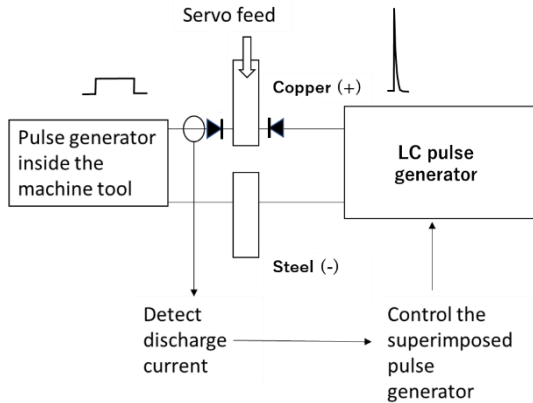 Servo feed
Copper (+)
Pulse generator
inside the
machine tool
LC pulse
generator
Steel (-)
Detect
discharge
current
Control the
superimposed
pulse
generator